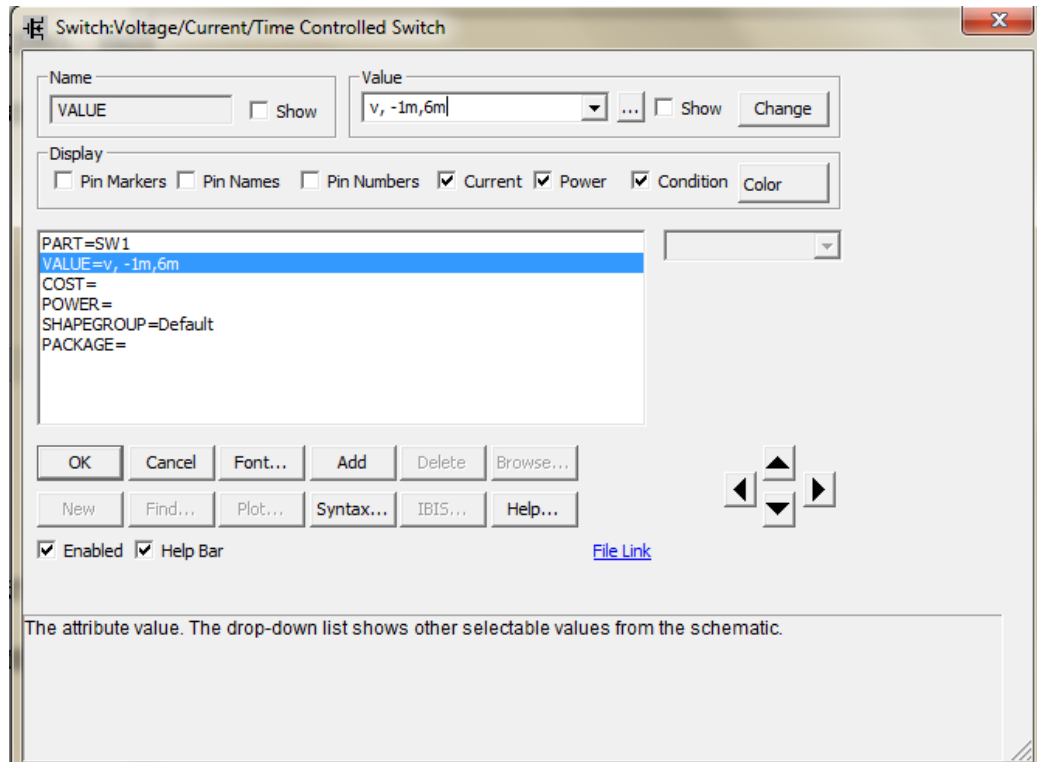 Switch:Voltage/Current/Time Controlled Switch
x
Name
VALUE Show
Value
v, -1m,6m ... Show Change
Display
Pin Markers Pin Names Pin Numbers Current Power Condition Color
PART=SW1
VALUE=v, -1m,6m
COST=
POWER=
SHAPEGROUP=Default
PACKAGE=
OK Cancel Font... Add Delete Browse...
New Find... Plot... Syntax... IBIS... Help...
Enabled Help Bar File Link
The attribute value. The drop-down list shows other selectable values from the schematic.